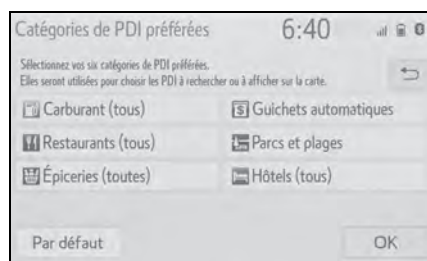 Catégories de PDI préférées 6:40
Sélectionnez vos six catégories de PDI préférées.
Elles seront utilisées pour choisir les PDI à rechercher ou à afficher sur la carte.
Carburant (tous) $ Guichets automatiques
Restaurants (tous) Parcs et plages
Épiceries (toutes) Hôtels (tous)
Par défaut OK